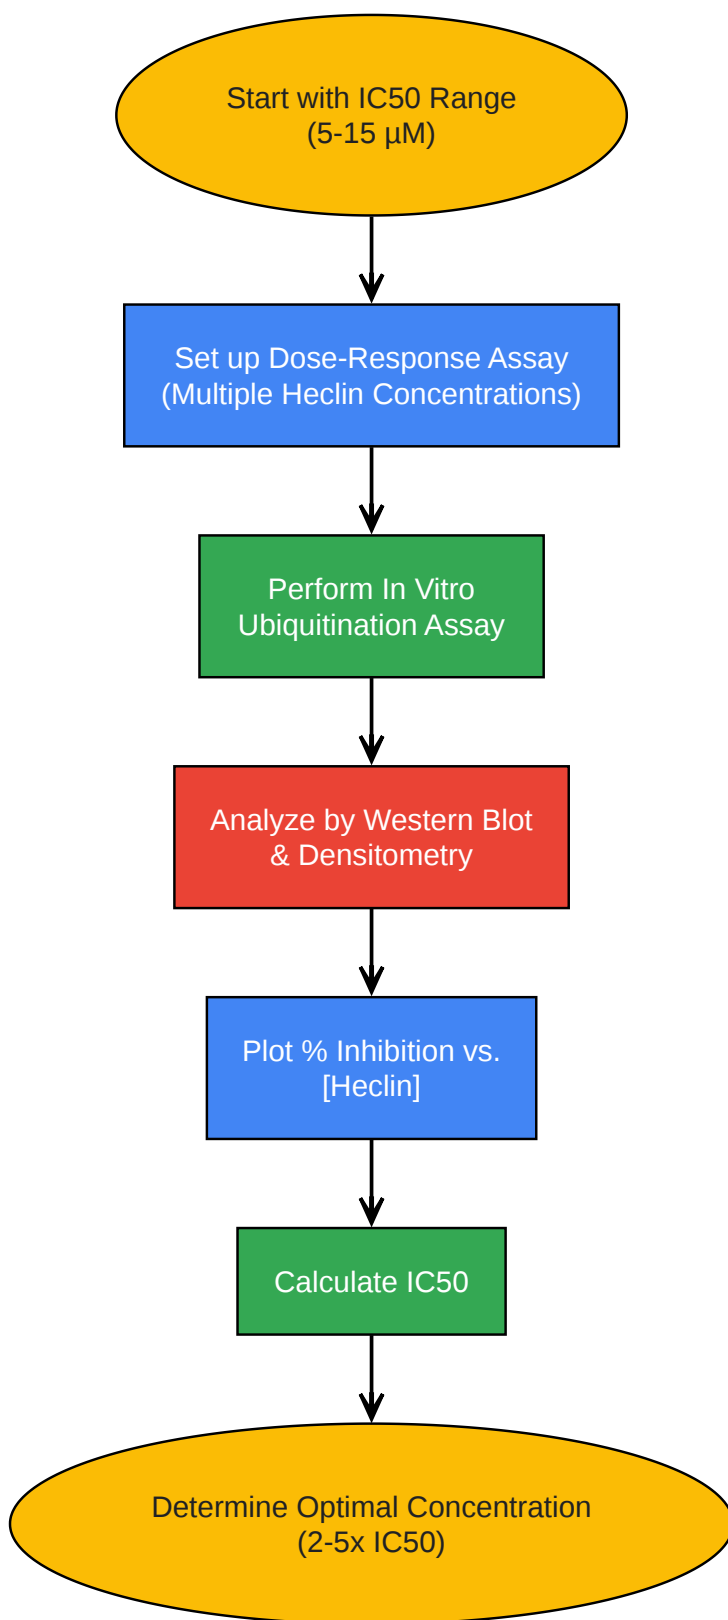 Start with IC50 Range
(5-15 µM)
Set up Dose-Response Assay
(Multiple Heclin Concentrations)
Perform In Vitro
Ubiquitination Assay
Analyze by Western Blot
& Densitometry
Plot % Inhibition vs.
[Heclin]
Calculate IC50
Determine Optimal Concentration
(2-5x IC50)